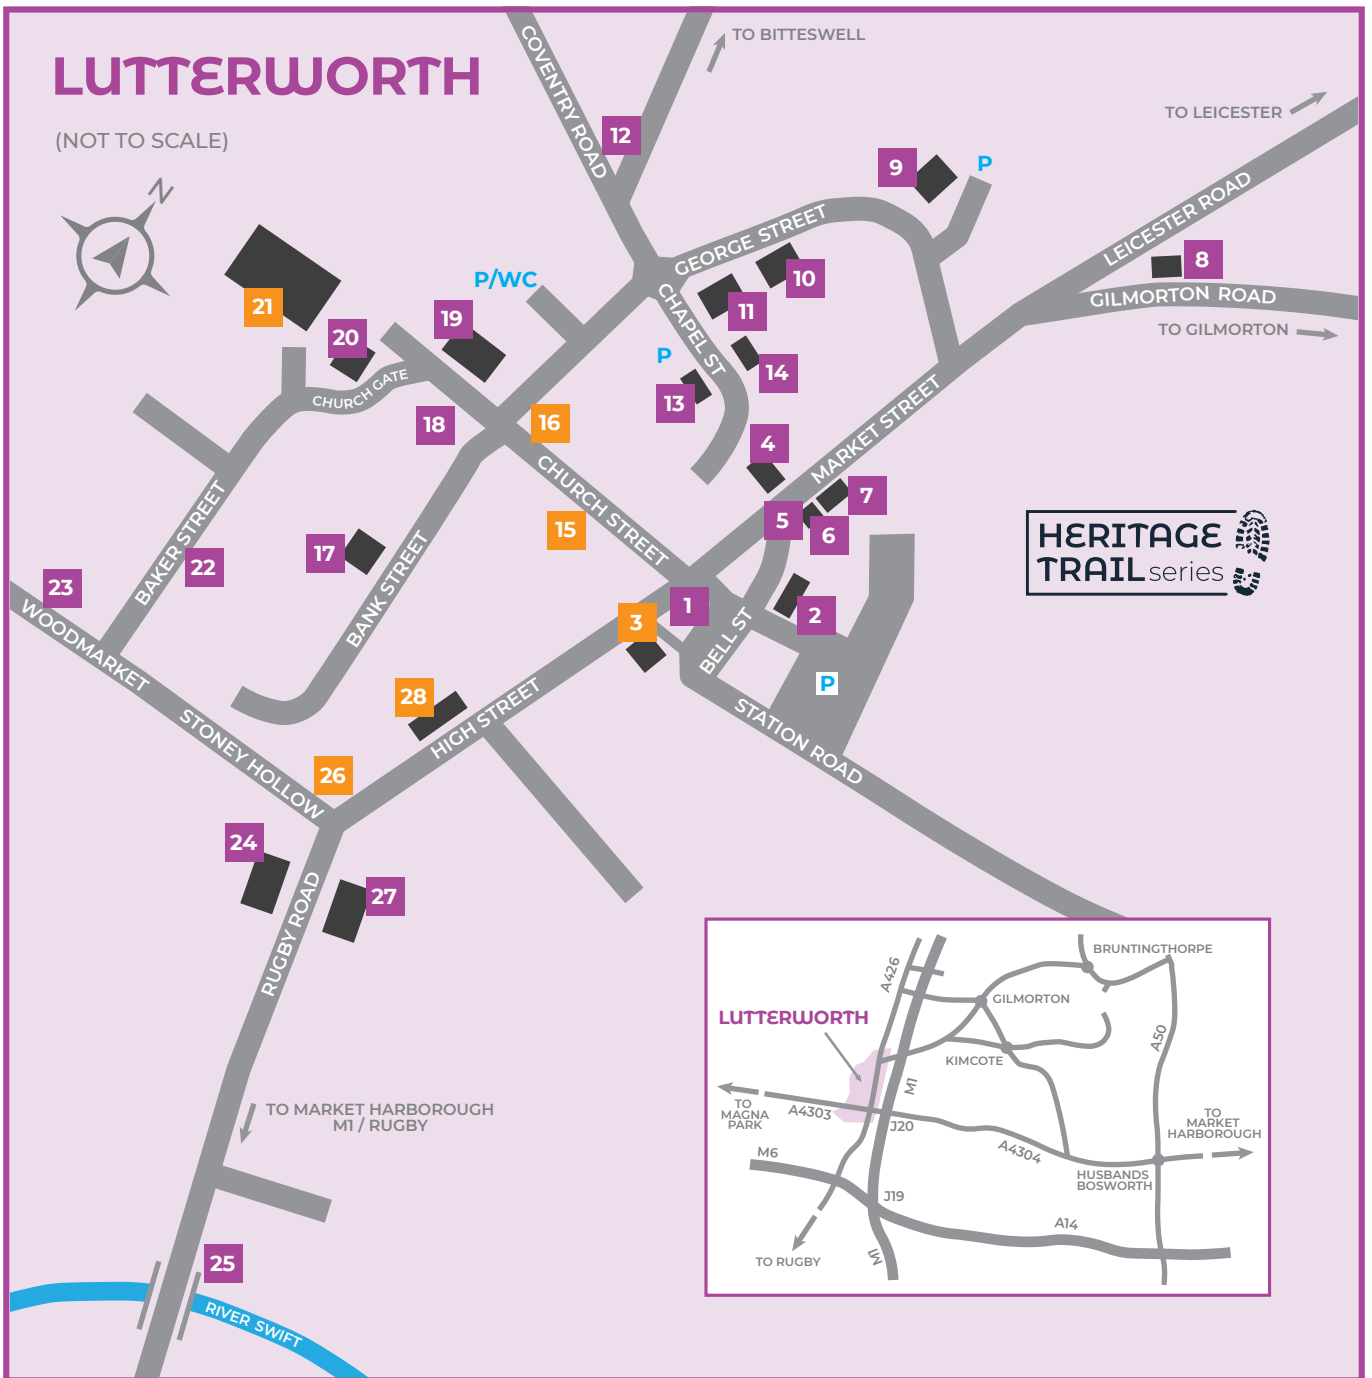 LUTTERWORTH
(NOT TO SCALE)
N
TO BITTESWELL
COVENTRY ROAD
12
TO LEICESTER
9
P
LEICESTER ROAD
GEORGE STREET
8
10
GILMORTON ROAD
TO GILMORTON
P/WC
21
19
20
11
CHAPEL ST
P
14
13
CHURCH GATE
18
16
MARKET STREET
4
7
5
6
CHURCH STREET
15
17
BANK STREET
BAKER STREET
22
23
WOODMARKET
HERITAGE
TRAIL series
1
2
3
BELL ST
P
STATION ROAD
28
HIGH STREET
STONEY HOLLOW
26
24
27
RUGBY ROAD
TO MARKET HARBOROUGH
M1 / RUGBY
25
RIVER SWIFT
BRUNTINGTHORPE
A426
GILMORTON
LUTTERWORTH
A50
KIMCOTE
M1
TO
MAGNA
PARK
A4303
J20
TO
MARKET
HARBOROUGH
A4304
M6
HUSBANDS
BOSWORTH
J19
A14
TO RUGBY
M1